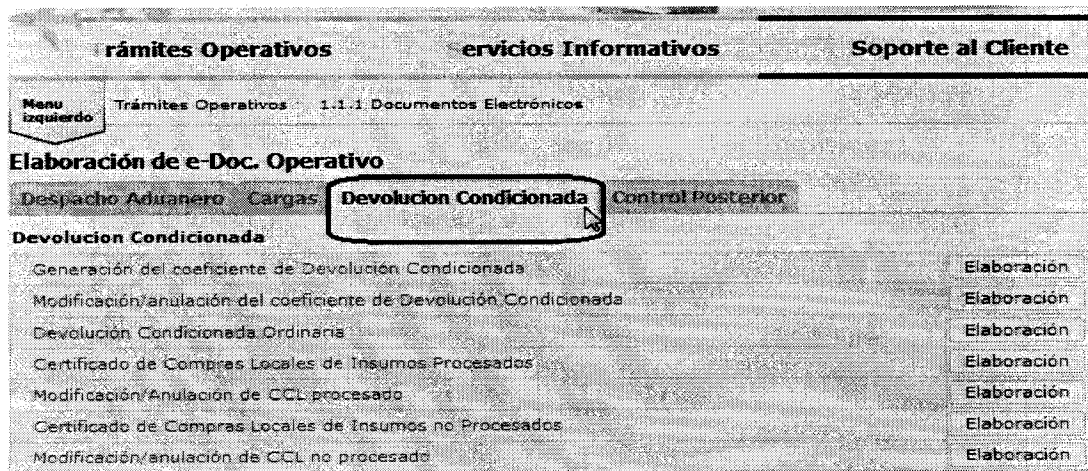 rámites Operativos ervicios Informativos Soporte al Cliente
Menu izquierdo Trámites Operativos 1.1.1 Documentos Electrónicos
Elaboración de e-Doc. Operativo
Despacho Aduanero Cargas Devolucion Condicionada Control Posterior
Devolucion Condicionada
Generación del coeficiente de Devolución Condicionada Elaboración
Modificación/anulación del coeficiente de Devolución Condicionada Elaboración
Devolución Condicionada Ordinaria Elaboración
Certificado de Compras Locales de Insumos Procesados Elaboración
Modificación/Anulación de CCL procesado Elaboración
Certificado de Compras Locales de Insumos no Procesados Elaboración
Modificación/anulación de CCL no procesado Elaboración